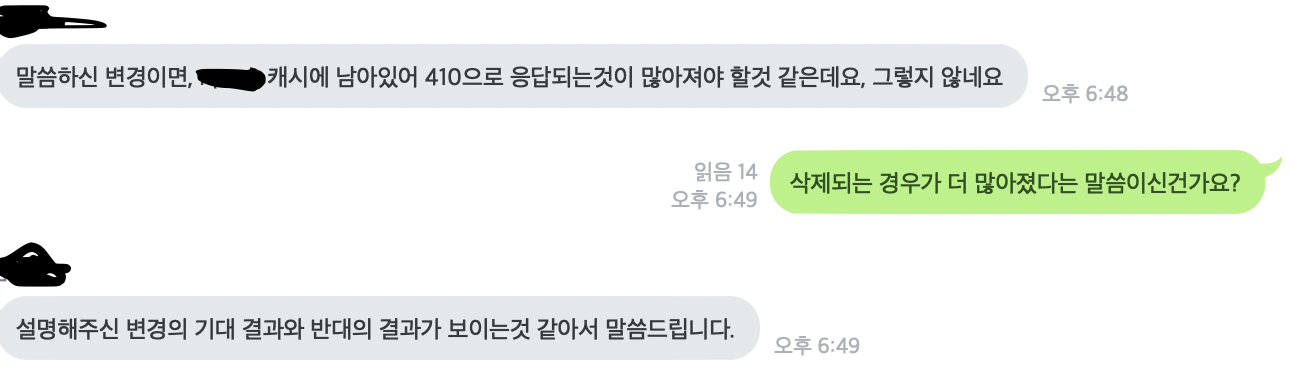 말씀하신 변경이면, 캐시에 남아있어 410으로 응답되는것이 많아져야 할것 같은데요, 그렇지 않네요
오후 6:48
읽음 14
오후 6:49
삭제되는 경우가 더 많아졌다는 말씀이신건가요?
설명해주신 변경의 기대 결과와 반대의 결과가 보이는것 같아서 말씀드립니다.
오후 6:49